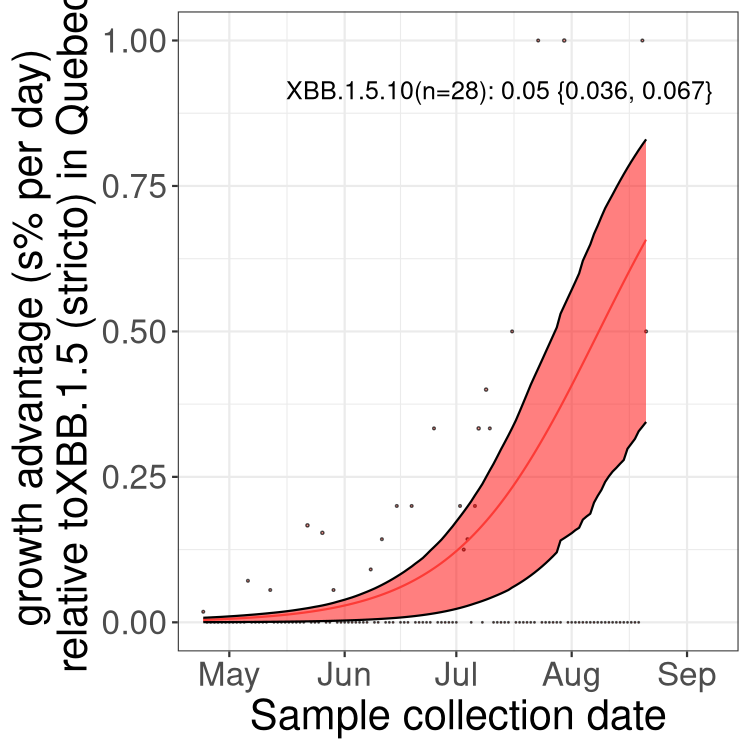 growth advantage (s% per day)
relative toXBB.1.5 (stricto) in Quebec
1.00
0.75
0.50
0.25
0.00
XBB.1.5.10(n=28): 0.05 {0.036, 0.067}
May Jun Jul Aug Sep
Sample collection date